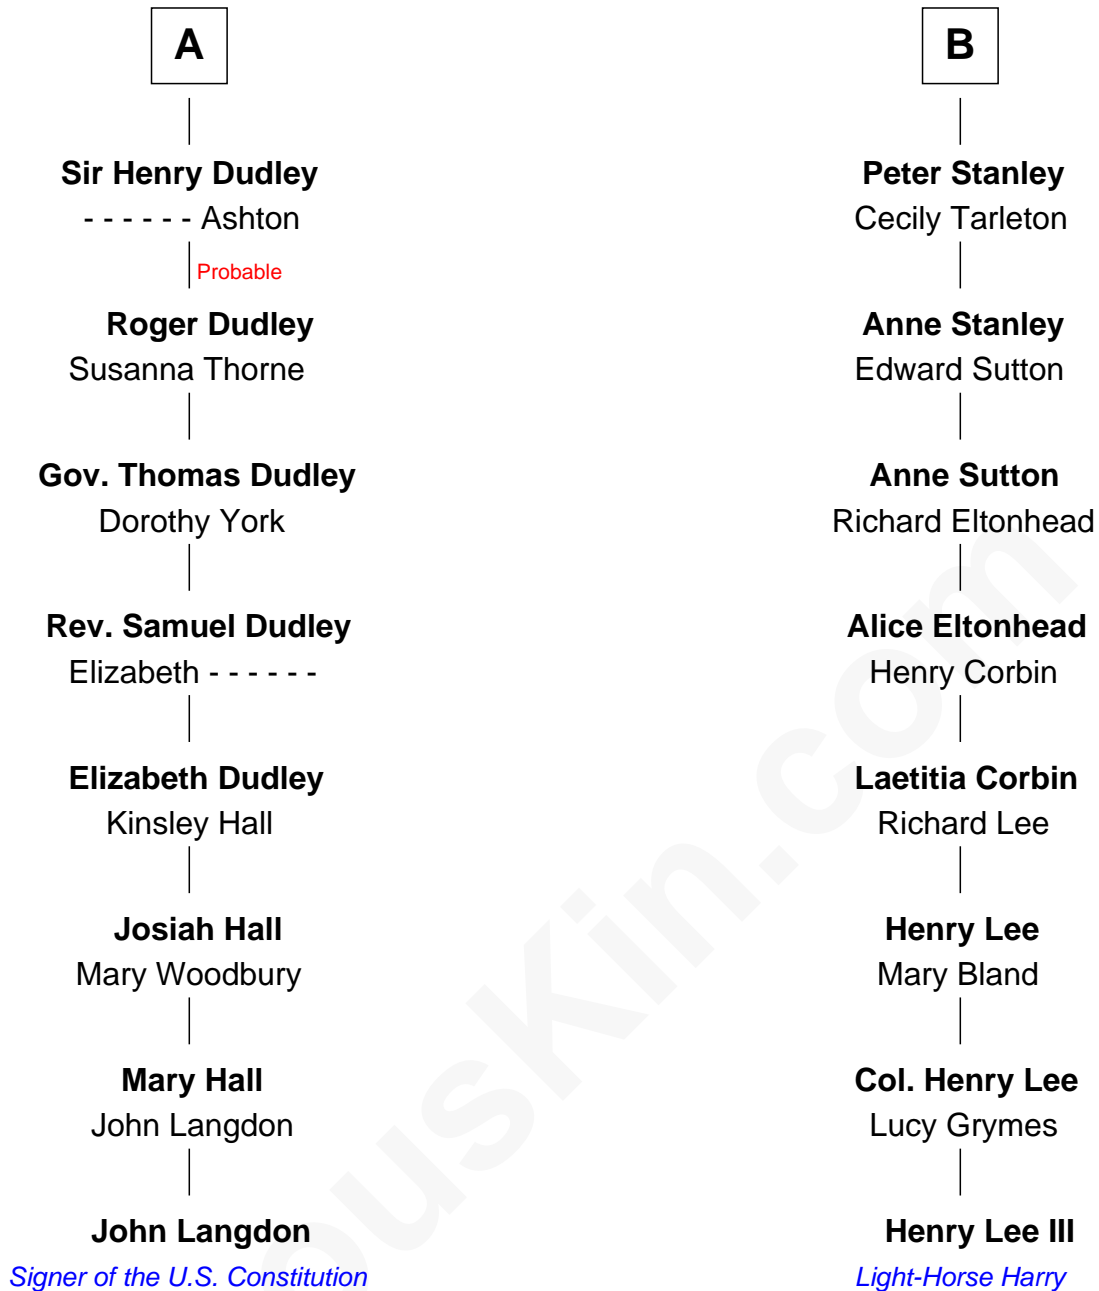 A
Sir Henry Dudley
- - - - - - Ashton
Probable
Roger Dudley
Susanna Thorne
Gov. Thomas Dudley
Dorothy York
Rev. Samuel Dudley
Elizabeth - - - - - -
Elizabeth Dudley
Kinsley Hall
Josiah Hall
Mary Woodbury
Mary Hall
John Langdon
John Langdon
Signer of the U.S. Constitution
B
Peter Stanley
Cecily Tarleton
Anne Stanley
Edward Sutton
Anne Sutton
Richard Eltonhead
Alice Eltonhead
Henry Corbin
Laetitia Corbin
Richard Lee
Henry Lee
Mary Bland
Col. Henry Lee
Lucy Grymes
Henry Lee III
Light-Horse Harry
ousKin.com